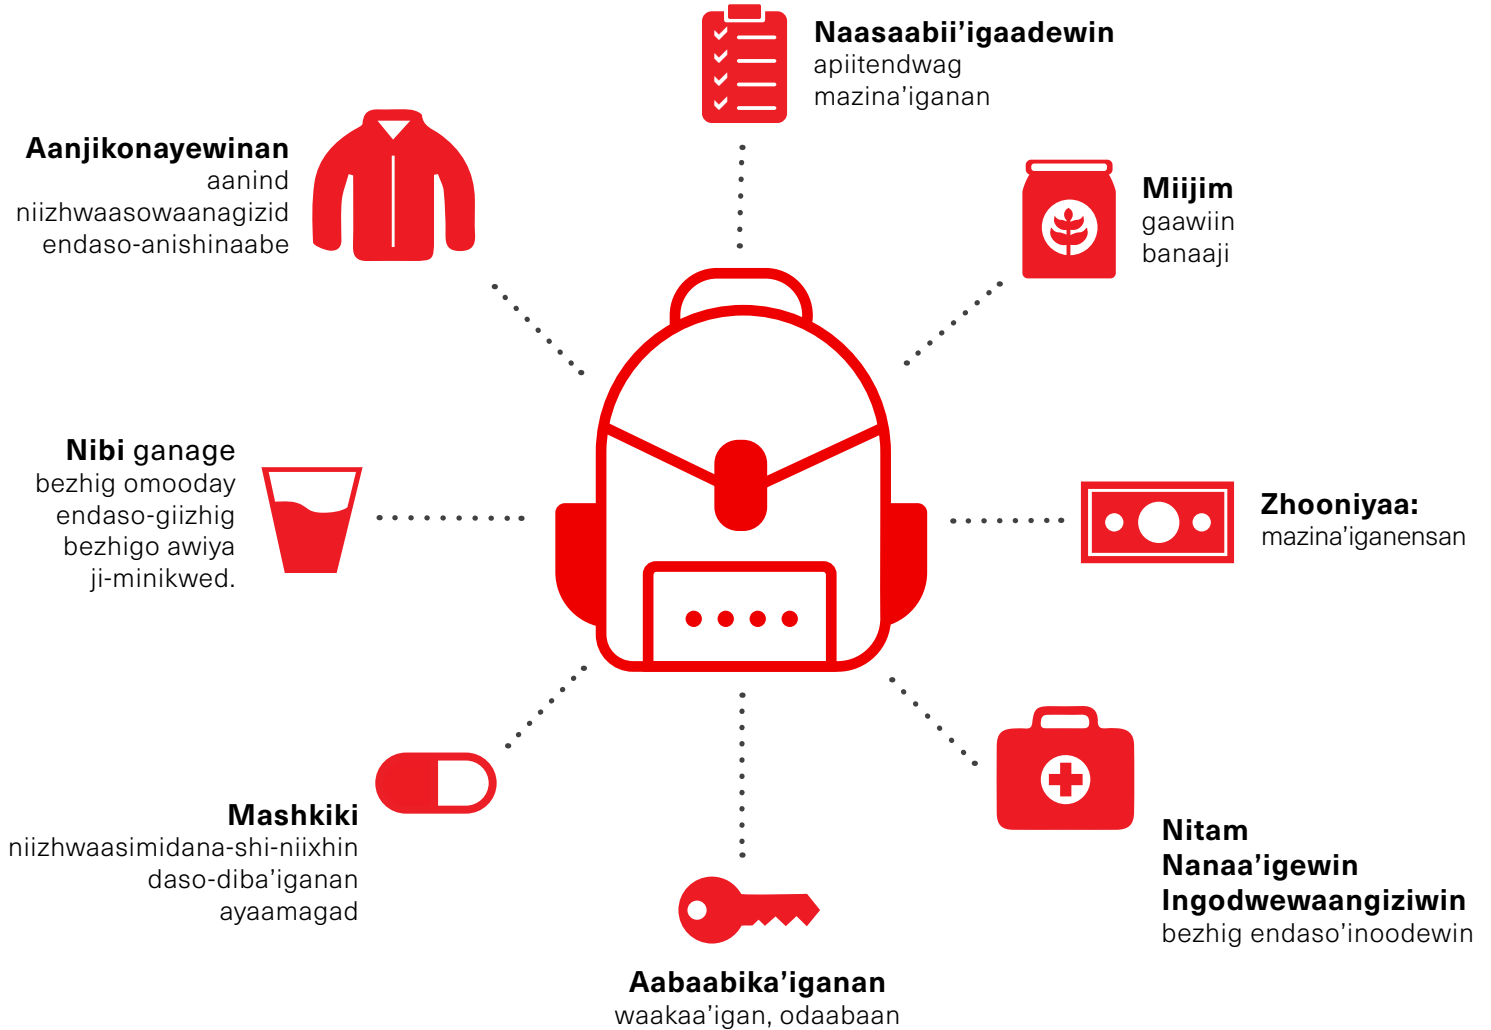 Naasaabii’igaadewin
apiitendwag
mazina’iganan
Aanjikonayewinan
aanind
niizhwaasowaanagizid
endaso-anishinaabe
Miijim
gaawiin
banaaji
Nibi ganage
bezhig omooday
endaso-giizhig
bezhigo awiya
ji-minikwed.
Zhooniyaa:
mazina’iganensan
Mashkiki
niizhwaasimidana-shi-niixhin
daso-diba’iganan
ayaamagad
Nitam
Nanaa’igewin
Ingodwewaangiziwin
bezhig endaso’inoodewin
Aabaabika’iganan
waakaa’igan, odaabaan